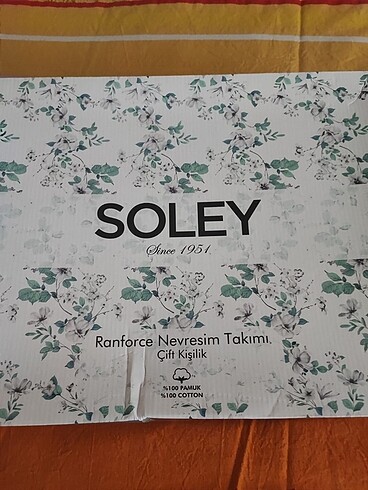 SOLEY
Since 1951
Ranforce Nevresim Takımı
Çift Kişilik
%100 PAMUK
%100 COTTON